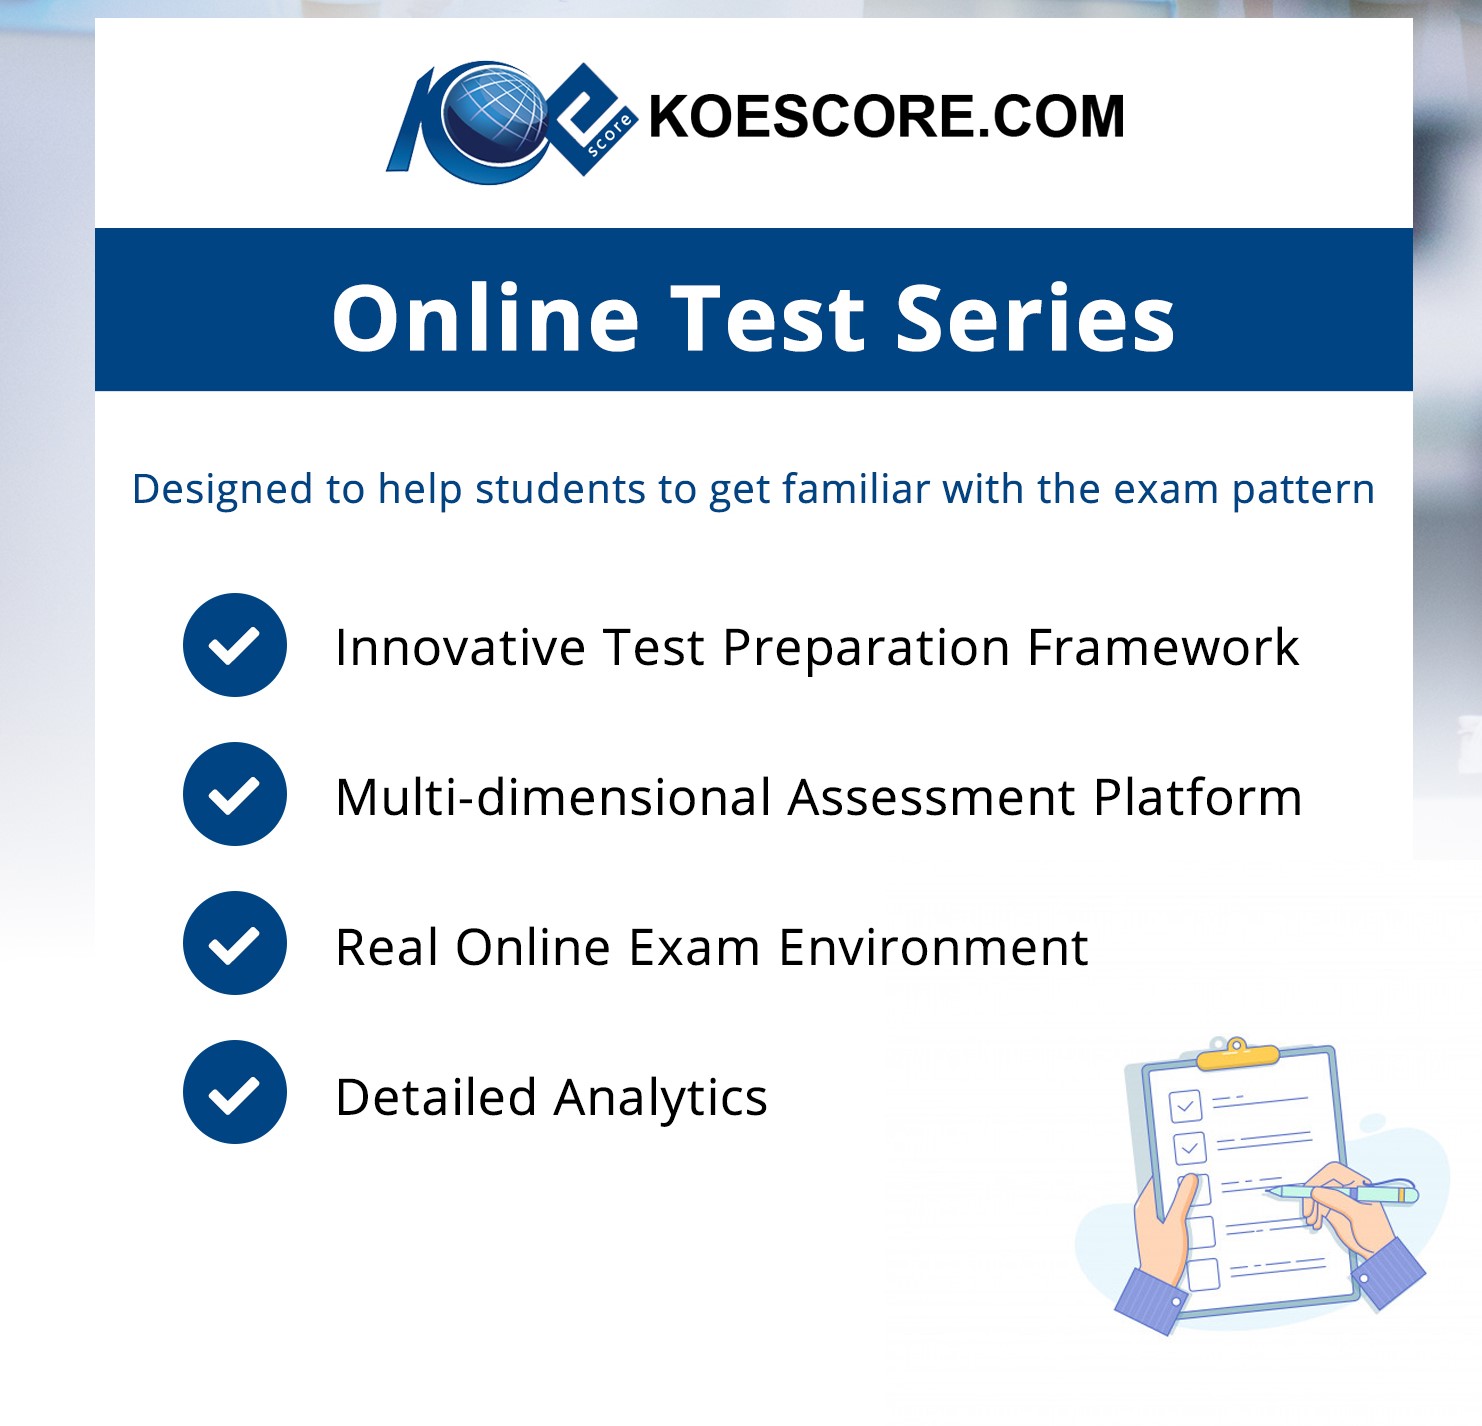 KOe score KOESCORE.COM
Online Test Series
Designed to help students to get familiar with the exam pattern
Innovative Test Preparation Framework
Multi-dimensional Assessment Platform
Real Online Exam Environment
Detailed Analytics